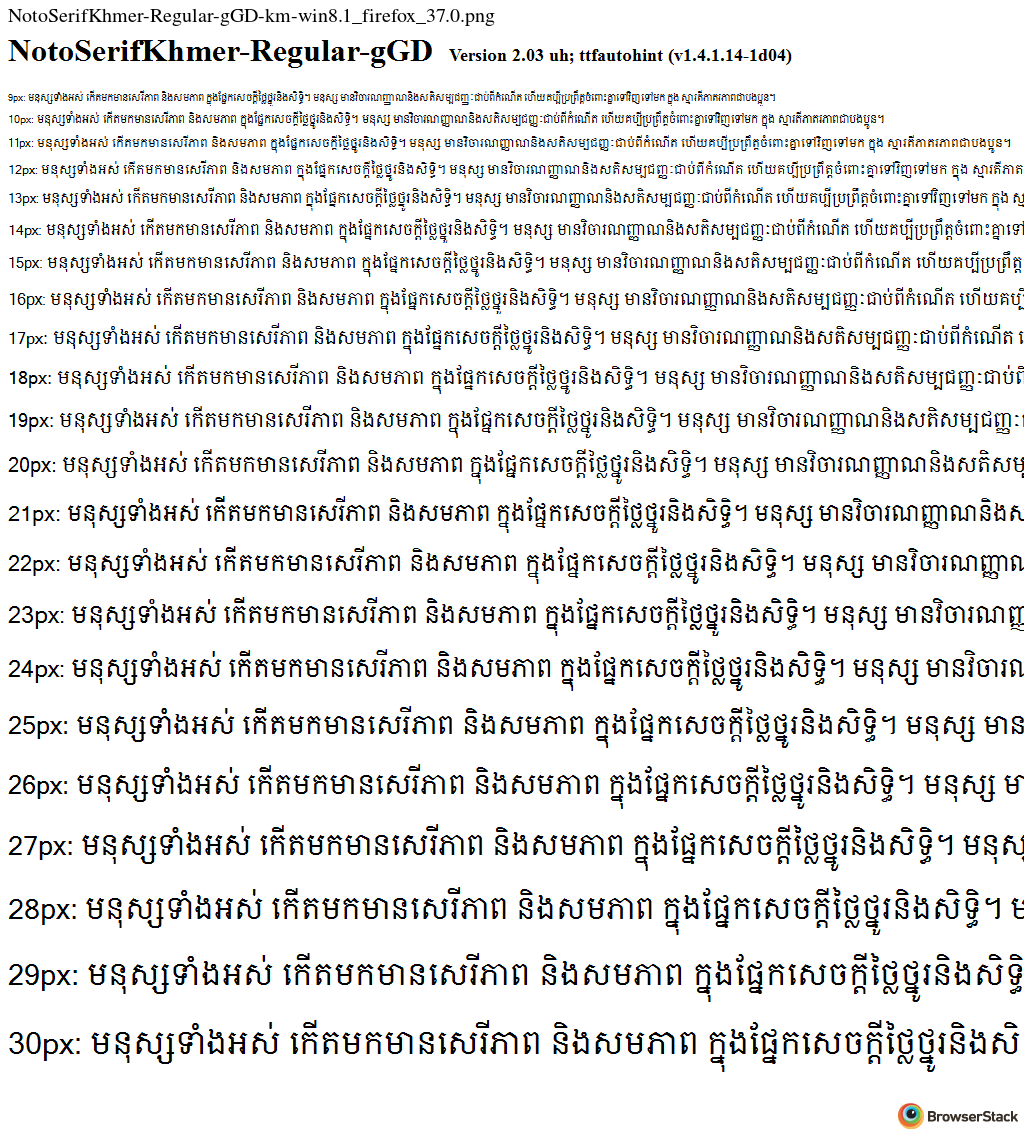 NotoSerifKhmer-Regular-gGD-km-win8.1_firefox_37.0.png
NotoSerifKhmer-Regular-gGD Version 2.03 uh; ttfautohint (v1.4.1.14-1d04)
9px: មនុស្សទាំងអស់ កើតមកមានសេរីភាព និងសមភាព ក្នុងផ្នែកសេចក្ដីថ្លៃថ្នូរនិងសិទ្ធិ។ មនុស្ស មានវិចារណញ្ញាណនិងសតិសម្បជញ្ញៈជាប់ពីកំណើត ហើយគប្បីប្រព្រឹត្តចំពោះគ្នាទៅវិញទៅមក ក្នុង ស្មារតីភាតរភាពជាបងប្អូន។
10px: មនុស្សទាំងអស់ កើតមកមានសេរីភាព និងសមភាព ក្នុងផ្នែកសេចក្ដីថ្លៃថ្នូរនិងសិទ្ធិ។ មនុស្ស មានវិចារណញ្ញាណនិងសតិសម្បជញ្ញៈជាប់ពីកំណើត ហើយគប្បីប្រព្រឹត្តចំពោះគ្នាទៅវិញទៅមក ក្នុង ស្មារតីភាតរភាពជាបងប្អូន។
11px: មនុស្សទាំងអស់ កើតមកមានសេរីភាព និងសមភាព ក្នុងផ្នែកសេចក្ដីថ្លៃថ្នូរនិងសិទ្ធិ។ មនុស្ស មានវិចារណញ្ញាណនិងសតិសម្បជញ្ញៈជាប់ពីកំណើត ហើយគប្បីប្រព្រឹត្តចំពោះគ្នាទៅវិញទៅមក ក្នុង ស្មារតីភាតរភាពជាបងប្អូន។
12px: មនុស្សទាំងអស់ កើតមកមានសេរីភាព និងសមភាព ក្នុងផ្នែកសេចក្ដីថ្លៃថ្នូរនិងសិទ្ធិ។ មនុស្ស មានវិចារណញ្ញាណនិងសតិសម្បជញ្ញៈជាប់ពីកំណើត ហើយគប្បីប្រព្រឹត្តចំពោះគ្នាទៅវិញទៅមក ក្នុង ស្មារតីភាត
13px: មនុស្សទាំងអស់ កើតមកមានសេរីភាព និងសមភាព ក្នុងផ្នែកសេចក្ដីថ្លៃថ្នូរនិងសិទ្ធិ។ មនុស្ស មានវិចារណញ្ញាណនិងសតិសម្បជញ្ញៈជាប់ពីកំណើត ហើយគប្បីប្រព្រឹត្តចំពោះគ្នាទៅវិញទៅមក ក្នុង
14px: មនុស្សទាំងអស់ កើតមកមានសេរីភាព និងសមភាព ក្នុងផ្នែកសេចក្ដីថ្លៃថ្នូរនិងសិទ្ធិ។ មនុស្ស មានវិចារណញ្ញាណនិងសតិសម្បជញ្ញៈជាប់ពីកំណើត ហើយគប្បីប្រព្រឹត្តចំពោះគ្នាទៅ
15px: មនុស្សទាំងអស់ កើតមកមានសេរីភាព និងសមភាព ក្នុងផ្នែកសេចក្ដីថ្លៃថ្នូរនិងសិទ្ធិ។ មនុស្ស មានវិចារណញ្ញាណនិងសតិសម្បជញ្ញៈជាប់ពីកំណើត ហើយគប្បីប្រព្រឹត្ត
16px: មនុស្សទាំងអស់ កើតមកមានសេរីភាព និងសមភាព ក្នុងផ្នែកសេចក្ដីថ្លៃថ្នូរនិងសិទ្ធិ។ មនុស្ស មានវិចារណញ្ញាណនិងសតិសម្បជញ្ញៈជាប់ពីកំណើត ហើយគប្បី
17px: មនុស្សទាំងអស់ កើតមកមានសេរីភាព និងសមភាព ក្នុងផ្នែកសេចក្ដីថ្លៃថ្នូរនិងសិទ្ធិ។ មនុស្ស មានវិចារណញ្ញាណនិងសតិសម្បជញ្ញៈជាប់ពីកំណើត
18px: មនុស្សទាំងអស់ កើតមកមានសេរីភាព និងសមភាព ក្នុងផ្នែកសេចក្ដីថ្លៃថ្នូរនិងសិទ្ធិ។ មនុស្ស មានវិចារណញ្ញាណនិងសតិសម្បជញ្ញៈជាប់ពី
19px: មនុស្សទាំងអស់ កើតមកមានសេរីភាព និងសមភាព ក្នុងផ្នែកសេចក្ដីថ្លៃថ្នូរនិងសិទ្ធិ។ មនុស្ស មានវិចារណញ្ញាណនិងសតិសម្បជញ្ញៈ
20px: មនុស្សទាំងអស់ កើតមកមានសេរីភាព និងសមភាព ក្នុងផ្នែកសេចក្ដីថ្លៃថ្នូរនិងសិទ្ធិ។ មនុស្ស មានវិចារណញ្ញាណនិងសតិសម្ប
21px: មនុស្សទាំងអស់ កើតមកមានសេរីភាព និងសមភាព ក្នុងផ្នែកសេចក្ដីថ្លៃថ្នូរនិងសិទ្ធិ។ មនុស្ស មានវិចារណញ្ញាណនិងស
22px: មនុស្សទាំងអស់ កើតមកមានសេរីភាព និងសមភាព ក្នុងផ្នែកសេចក្ដីថ្លៃថ្នូរនិងសិទ្ធិ។ មនុស្ស មានវិចារណញ្ញាណ
23px: មនុស្សទាំងអស់ កើតមកមានសេរីភាព និងសមភាព ក្នុងផ្នែកសេចក្ដីថ្លៃថ្នូរនិងសិទ្ធិ។ មនុស្ស មានវិចារណញ្ញ
24px: មនុស្សទាំងអស់ កើតមកមានសេរីភាព និងសមភាព ក្នុងផ្នែកសេចក្ដីថ្លៃថ្នូរនិងសិទ្ធិ។ មនុស្ស មានវិចារណ
25px: មនុស្សទាំងអស់ កើតមកមានសេរីភាព និងសមភាព ក្នុងផ្នែកសេចក្ដីថ្លៃថ្នូរនិងសិទ្ធិ។ មនុស្ស មាន
26px: មនុស្សទាំងអស់ កើតមកមានសេរីភាព និងសមភាព ក្នុងផ្នែកសេចក្ដីថ្លៃថ្នូរនិងសិទ្ធិ។ មនុស្ស មា
27px: មនុស្សទាំងអស់ កើតមកមានសេរីភាព និងសមភាព ក្នុងផ្នែកសេចក្ដីថ្លៃថ្នូរនិងសិទ្ធិ។ មនុស្ស
28px: មនុស្សទាំងអស់ កើតមកមានសេរីភាព និងសមភាព ក្នុងផ្នែកសេចក្ដីថ្លៃថ្នូរនិងសិទ្ធិ។ ម
29px: មនុស្សទាំងអស់ កើតមកមានសេរីភាព និងសមភាព ក្នុងផ្នែកសេចក្ដីថ្លៃថ្នូរនិងសិទ្ធិ
30px: មនុស្សទាំងអស់ កើតមកមានសេរីភាព និងសមភាព ក្នុងផ្នែកសេចក្ដីថ្លៃថ្នូរនិងសិ
BrowserStack